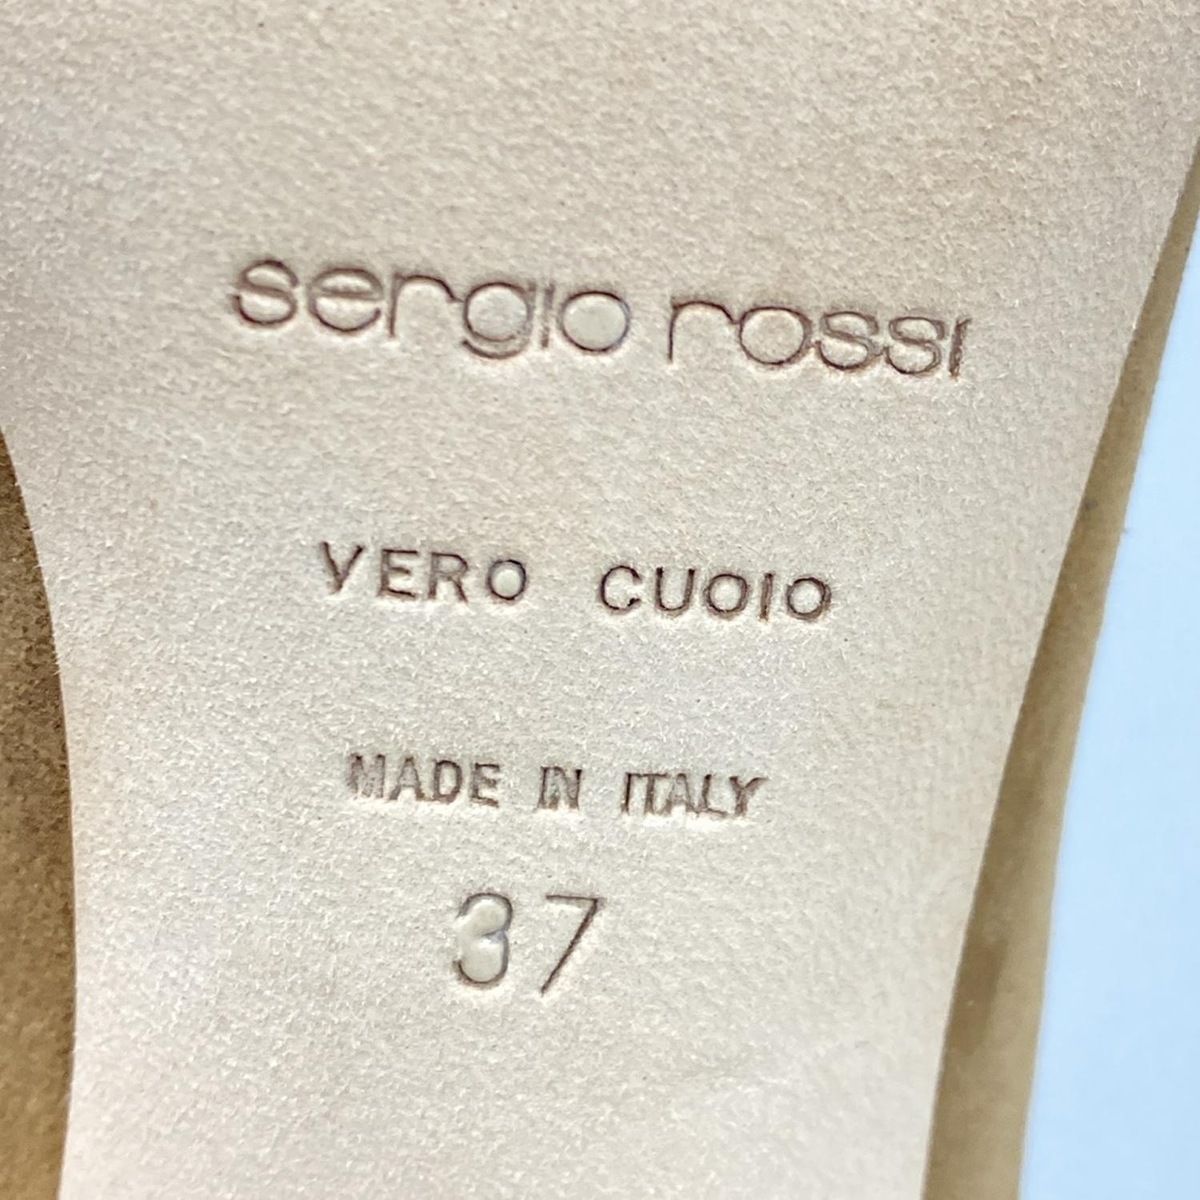 sergio rossi
VERO CUOIO
MADE IN ITALY
37